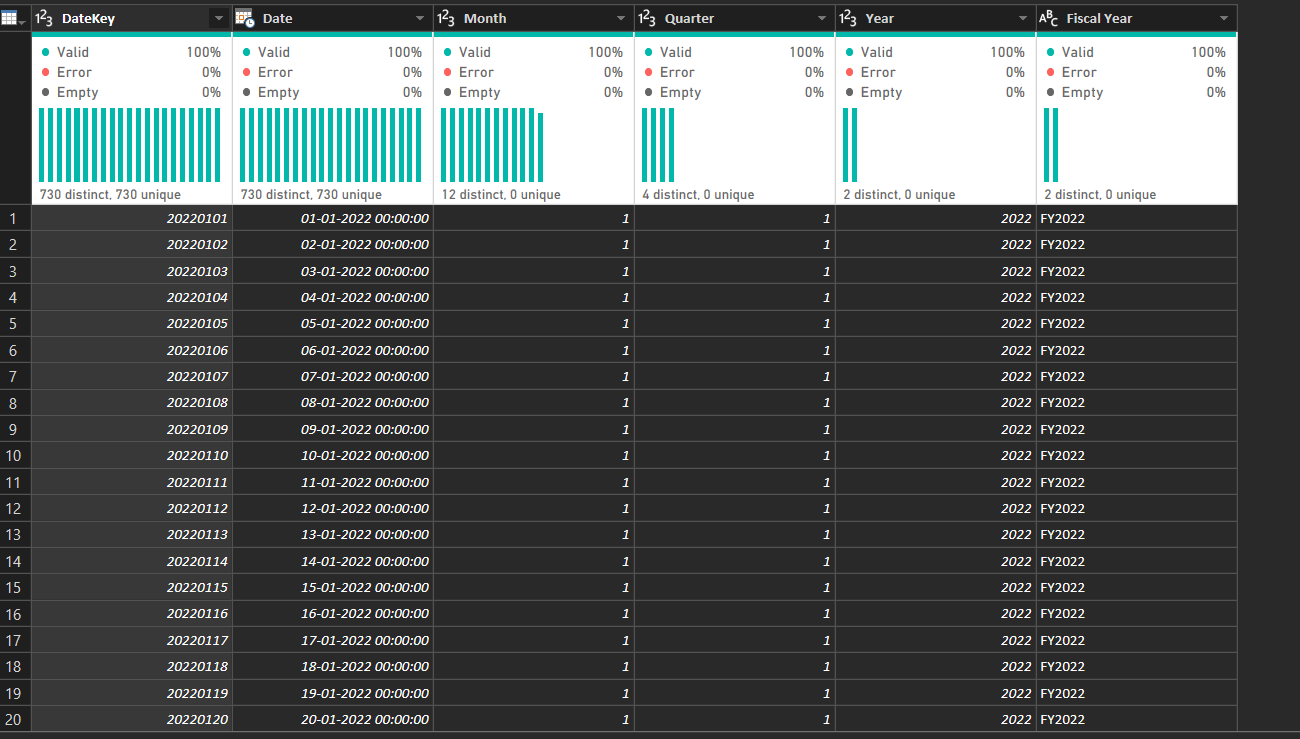 1²3 DateKey Date 1²3 Month 1²3 Quarter 1²3 Year ABC Fiscal Year
Valid 100% Valid 100% Valid 100% Valid 100% Valid 100% Valid 100%
Error 0% Error 0% Error 0% Error 0% Error 0% Error 0%
Empty 0% Empty 0% Empty 0% Empty 0% Empty 0% Empty 0%
730 distinct, 730 unique 730 distinct, 730 unique 12 distinct, 0 unique 4 distinct, 0 unique 2 distinct, 0 unique 2 distinct, 0 unique
1 20220101 01-01-2022 00:00:00 1 1 2022 FY2022
2 20220102 02-01-2022 00:00:00 1 1 2022 FY2022
3 20220103 03-01-2022 00:00:00 1 1 2022 FY2022
4 20220104 04-01-2022 00:00:00 1 1 2022 FY2022
5 20220105 05-01-2022 00:00:00 1 1 2022 FY2022
6 20220106 06-01-2022 00:00:00 1 1 2022 FY2022
7 20220107 07-01-2022 00:00:00 1 1 2022 FY2022
8 20220108 08-01-2022 00:00:00 1 1 2022 FY2022
9 20220109 09-01-2022 00:00:00 1 1 2022 FY2022
10 20220110 10-01-2022 00:00:00 1 1 2022 FY2022
11 20220111 11-01-2022 00:00:00 1 1 2022 FY2022
12 20220112 12-01-2022 00:00:00 1 1 2022 FY2022
13 20220113 13-01-2022 00:00:00 1 1 2022 FY2022
14 20220114 14-01-2022 00:00:00 1 1 2022 FY2022
15 20220115 15-01-2022 00:00:00 1 1 2022 FY2022
16 20220116 16-01-2022 00:00:00 1 1 2022 FY2022
17 20220117 17-01-2022 00:00:00 1 1 2022 FY2022
18 20220118 18-01-2022 00:00:00 1 1 2022 FY2022
19 20220119 19-01-2022 00:00:00 1 1 2022 FY2022
20 20220120 20-01-2022 00:00:00 1 1 2022 FY2022